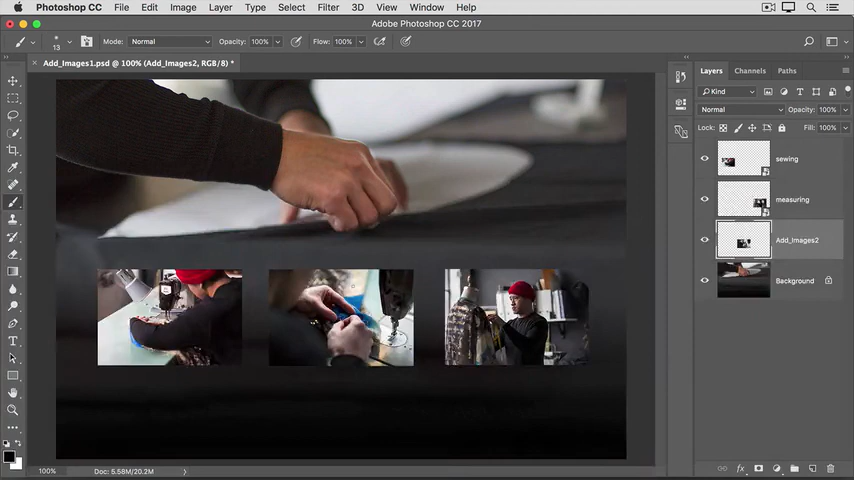 Photoshop CC File Edit Image Layer Type Select Filter 3D View Window Help
Adobe Photoshop CC 2017
13 Mode: Normal Opacity: 100% Flow: 100%
Add_Images1.psd @ 100% (Add_Images2, RGB/8) *
Layers Channels Paths
Kind
Normal Opacity: 100%
Lock: Fill: 100%
sewing
measuring
Add_Images2
Background
100% Doc: 5.58M/20.2M